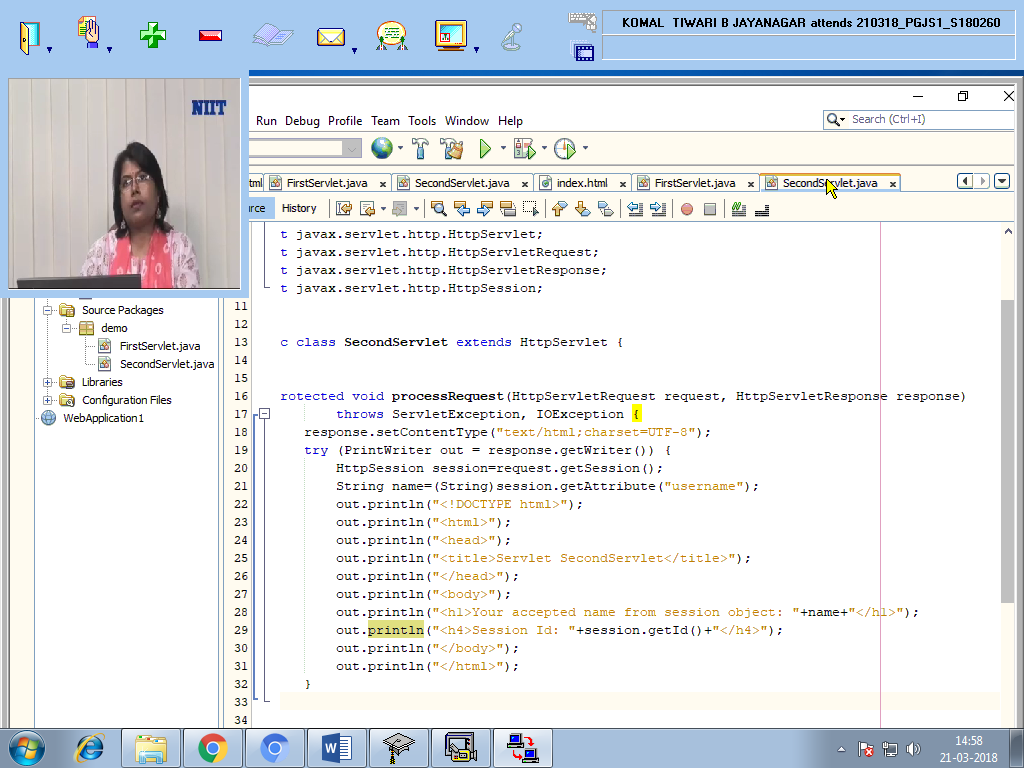 KOMAL TIWARI B JAYANAGAR attends 210318_PGJS1_S180260
NIIT
Run Debug Profile Team Tools Window Help
Search (Ctrl+I)
tml FirstServlet.java SecondServlet.java index.html FirstServlet.java SecondServlet.java
rce History
t javax.servlet.http.HttpServlet;
t javax.servlet.http.HttpServletRequest;
t javax.servlet.http.HttpServletResponse;
t javax.servlet.http.HttpSession;
11
12
13 c class SecondServlet extends HttpServlet {
14
15
16 rotected void processRequest(HttpServletRequest request, HttpServletResponse response)
17 throws ServletException, IOException {
18 response.setContentType("text/html;charset=UTF-8");
19 try (PrintWriter out = response.getWriter()) {
20 HttpSession session=request.getSession();
21 String name=(String)session.getAttribute("username");
22 out.println("<!DOCTYPE html>");
23 out.println("<html>");
24 out.println("<head>");
25 out.println("<title>Servlet SecondServlet</title>");
26 out.println("</head>");
27 out.println("<body>");
28 out.println("<h1>Your accepted name from session object: "+name+"</h1>");
29 out.println("<h4>Session Id: "+session.getId()+"</h4>");
30 out.println("</body>");
31 out.println("</html>");
32 }
33
34
Source Packages
demo
FirstServlet.java
SecondServlet.java
Libraries
Configuration Files
WebApplication1
14:58
21-03-2018